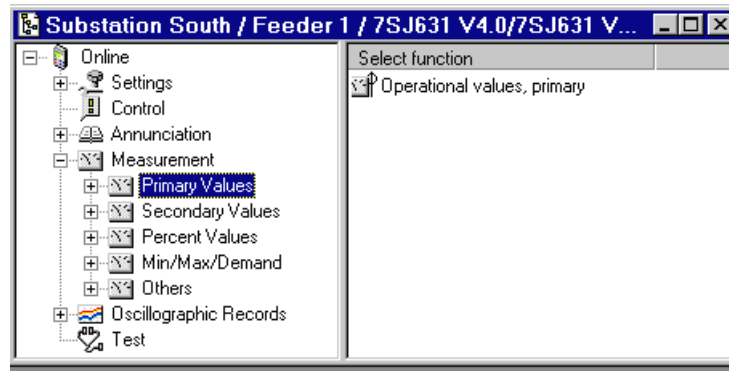 Substation South / Feeder 1 / 7SJ631 V4.0/7SJ631 V...
Online
Settings
Control
Annunciation
Measurement
Primary Values
Secondary Values
Percent Values
Min/Max/Demand
Others
Oscillographic Records
Test
Select function
Operational values, primary